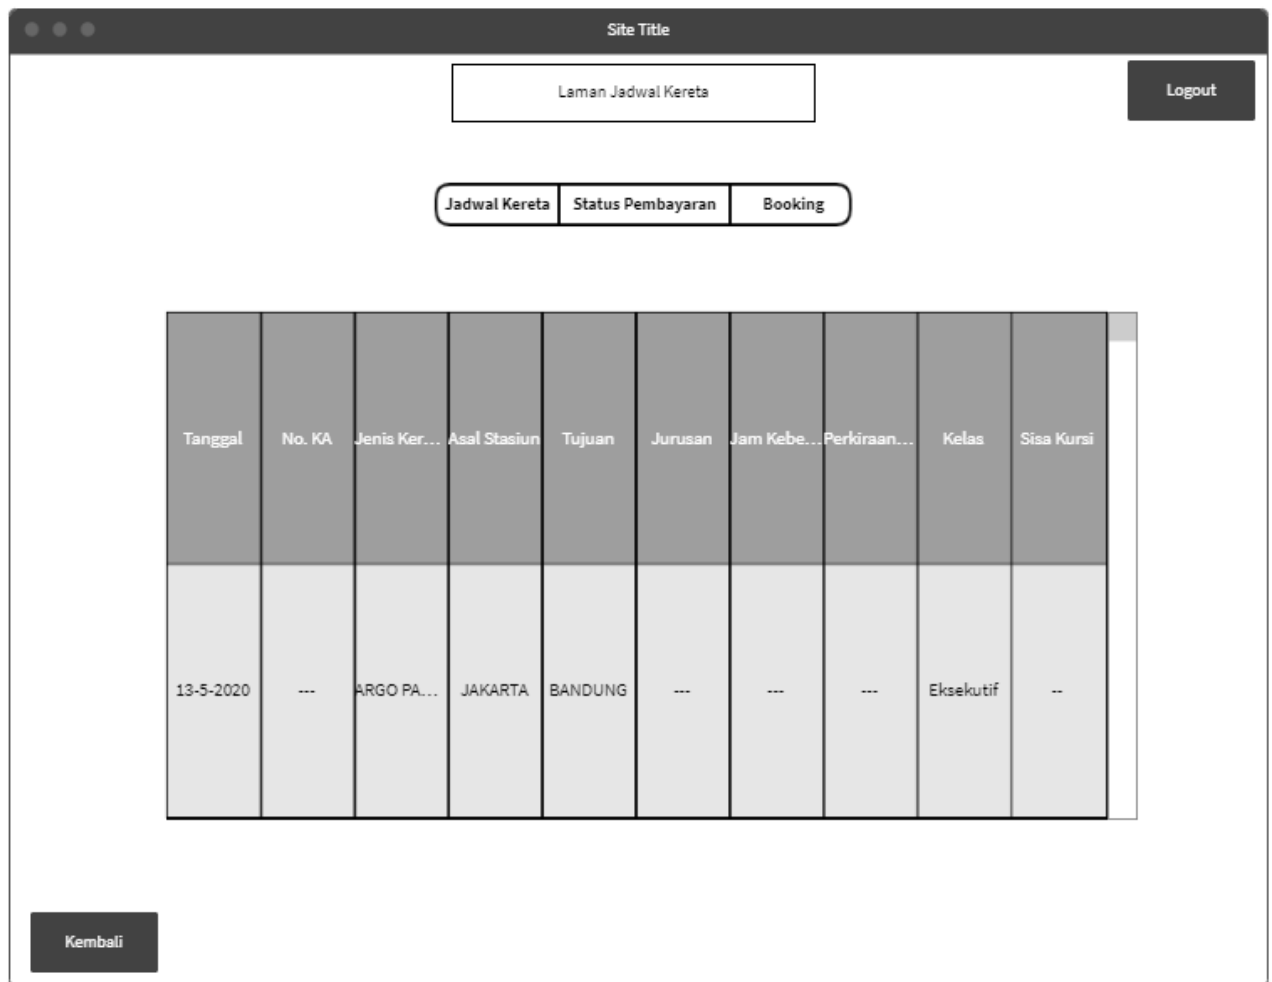 Site Title
Laman Jadwal Kereta
Logout
Jadwal Kereta Status Pembayaran Booking
Tanggal No. KA Jenis Ker... Asal Stasiun Tujuan Jurusan Jam Kebe... Perkiraan... Kelas Sisa Kursi
13-5-2020 --- ARGO PA... JAKARTA BANDUNG --- --- --- Eksekutif --
Kembali